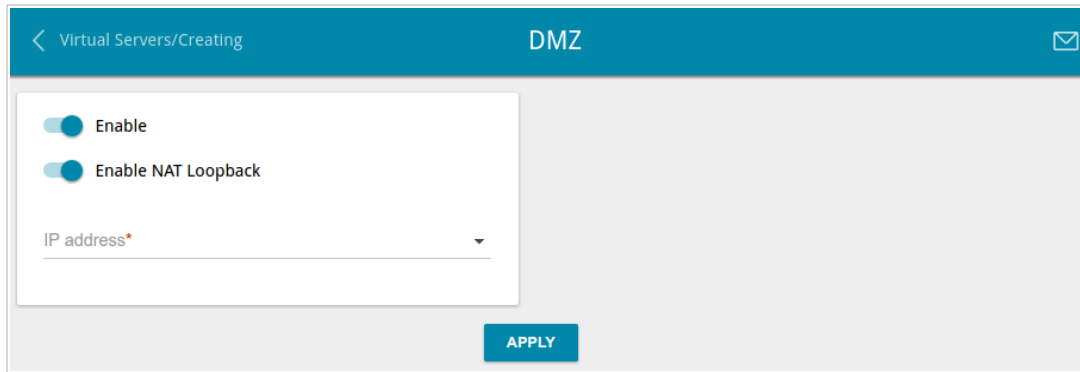 Virtual Servers/Creating
DMZ
Enable
Enable NAT Loopback
IP address*
APPLY